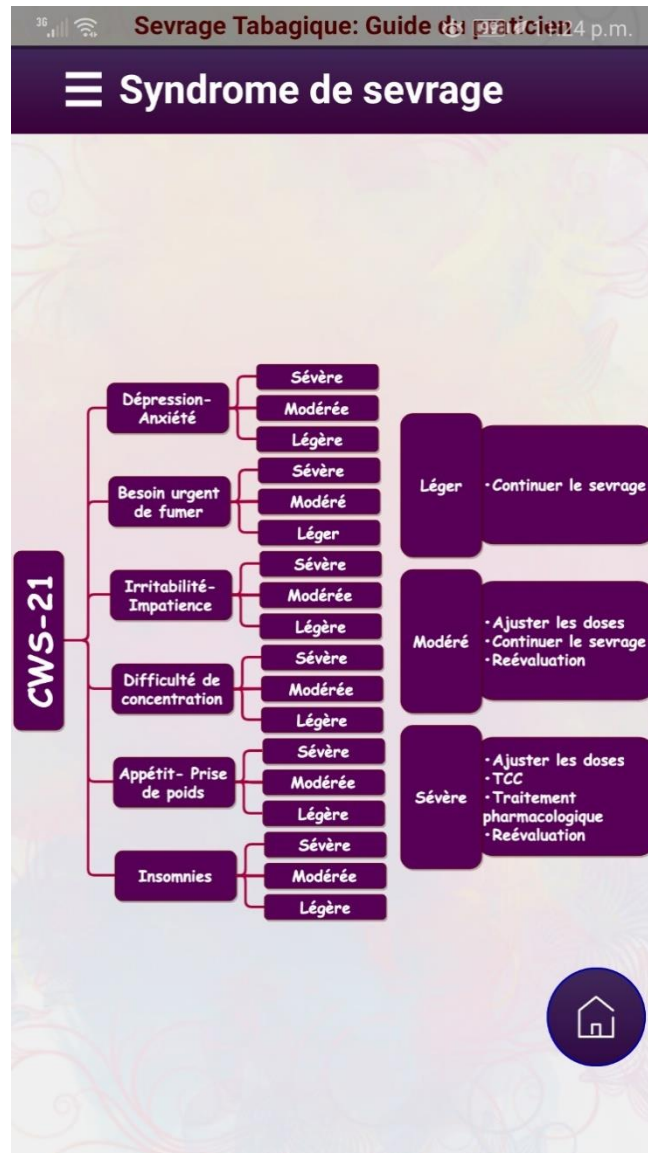 3G
Sevrage Tabagique: Guide du praticien
24 p.m.
Syndrome de sevrage
CWS-21
Dépression-
Anxiété
Sévère
Modérée
Légère
Besoin urgent
de fumer
Sévère
Modéré
Léger
Irritabilité-
Impatience
Sévère
Modérée
Légère
Difficulté de
concentration
Sévère
Modérée
Légère
Appétit- Prise
de poids
Sévère
Modérée
Légère
Insomnies
Sévère
Modérée
Légère
Léger
·Continuer le sevrage
Modéré
·Ajuster les doses
·Continuer le sevrage
·Reévaluation
Sévère
·Ajuster les doses
·TCC
·Traitement
pharmacologique
·Reévaluation